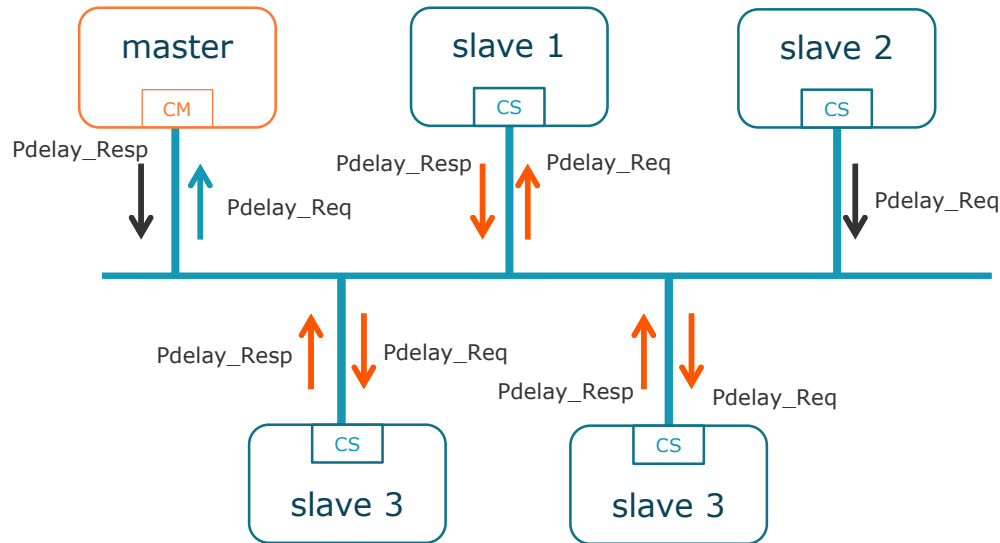 master
slave 1
slave 2
CM
CS
CS
Pdelay_Resp
Pdelay_Req
Pdelay_Resp
Pdelay_Req
Pdelay_Req
Pdelay_Resp
Pdelay_Req
Pdelay_Resp
Pdelay_Req
CS
CS
slave 3
slave 3